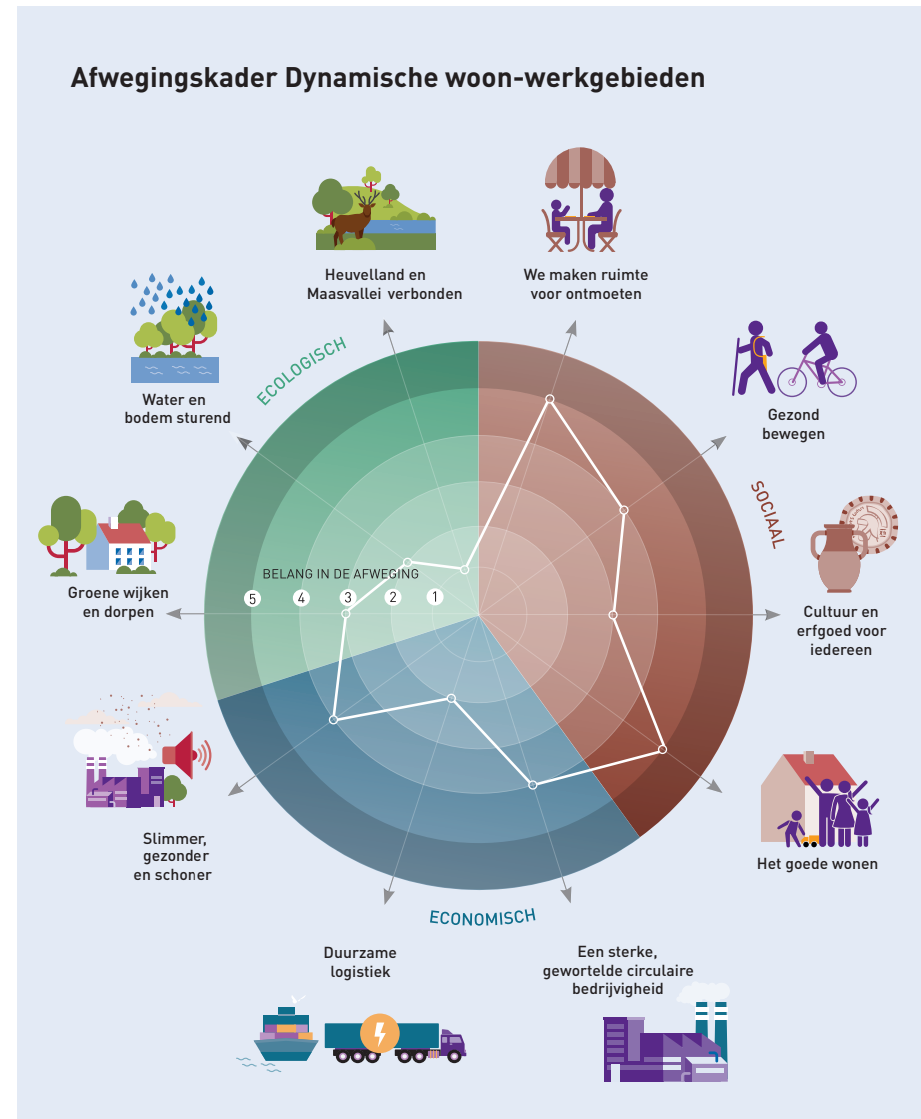 Afwegingskader Dynamische woon-werkgebieden
Heuvelland en
Maasvallei verbonden
We maken ruimte
voor ontmoeten
Water en
bodem sturend
ECOLOGISCH
Gezond
bewegen
SOCIAAL
Groene wijken
en dorpen
BELANG IN DE AFWEGING
5 4 3 2 1
Cultuur en
erfgoed voor
iedereen
Slimmer,
gezonder
en schoner
Het goede wonen
ECONOMISCH
Duurzame
logistiek
Een sterke,
gewortelde circulaire
bedrijvigheid